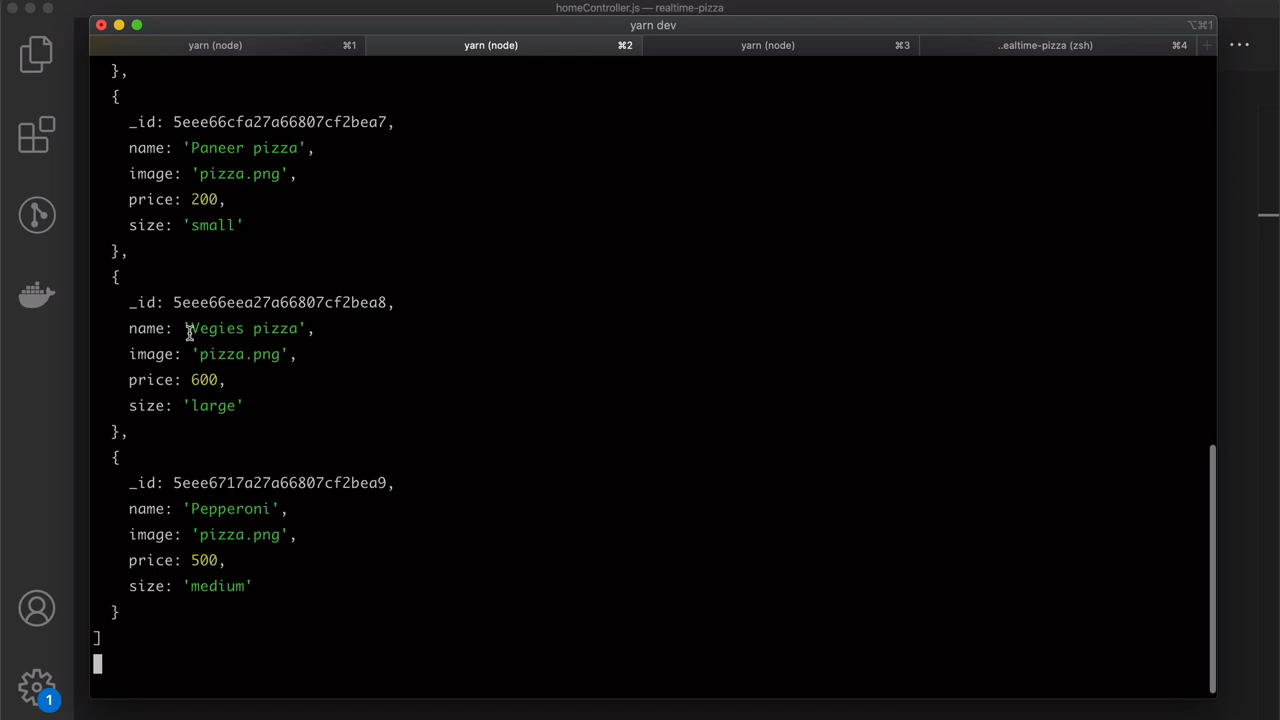 homeController.js — realtime-pizza
yarn dev
⌥⌘1
yarn (node) ⌘1 yarn (node) ⌘2 yarn (node) ⌘3 ..ealtime-pizza (zsh) ⌘4 +
},
{
_id: 5eee66cfa27a66807cf2bea7,
name: 'Paneer pizza',
image: 'pizza.png',
price: 200,
size: 'small'
},
{
_id: 5eee66eea27a66807cf2bea8,
name: 'Vegies pizza',
image: 'pizza.png',
price: 600,
size: 'large'
},
{
_id: 5eee6717a27a66807cf2bea9,
name: 'Pepperoni',
image: 'pizza.png',
price: 500,
size: 'medium'
}
]
1